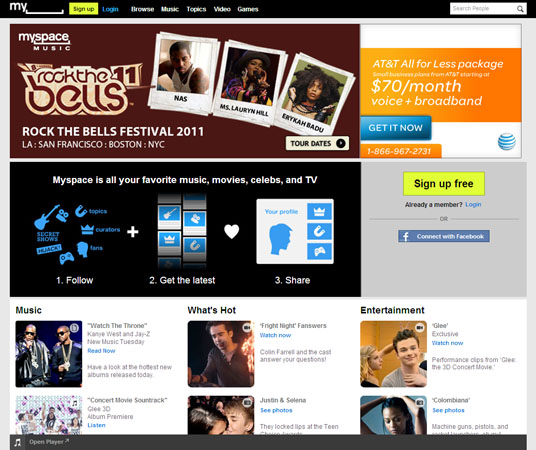 my
Sign up
Login
Browse
Music
Topics
Video
Games
Search People
myspace
MUSIC
rock the bells
NAS
MS. LAURYN HILL
ERYKAH BADU
ROCK THE BELLS FESTIVAL 2011
LA : SAN FRANCISCO : BOSTON : NYC
TOUR DATES
AT&T All for Less package
Small business plans from AT&T starting at
$70/month
voice + broadband
GET IT NOW
1-866-967-2731
at&t
Myspace is all your favorite music, movies, celebs, and TV
SECRET SHOWS
topics
curators
fans
Your profile
1. Follow
2. Get the latest
3. Share
Sign up free
Already a member? Login
OR
Connect with Facebook
Music
"Watch The Throne"
Kanye West and Jay-Z
New Music Tuesday
Read Now
Have a look at the hottest new
albums released today.
"Concert Movie Sountrack"
Glee 3D
Album Premiere
Listen
What's Hot
'Fright Night' Fanswers
Watch now
Colin Farrell and the cast
answer your questions!
Justin & Selena
See photos
They locked lips at the Teen
Choice Awards
Entertainment
'Glee'
Exclusive
Watch now
Performance clips from 'Glee:
the 3D Concert Movie.'
'Colombiana'
See photos
Machine guns, pistols, and
Open Player